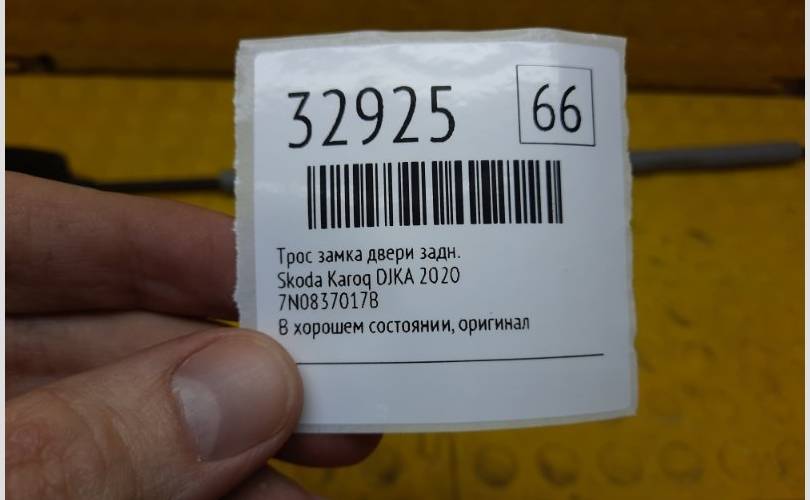 32925 66
Трос замка двери задн.
Skoda Karoq DJKA 2020
7N0837017B
В хорошем состоянии, оригинал